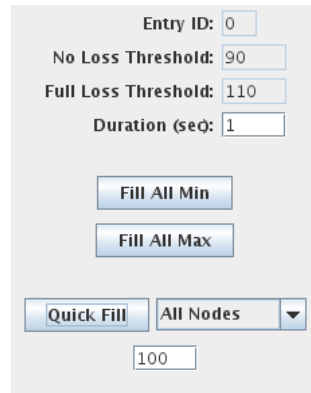 Entry ID: 0
No Loss Threshold: 90
Full Loss Threshold: 110
Duration (sec): 1
Fill All Min
Fill All Max
Quick Fill All Nodes
100